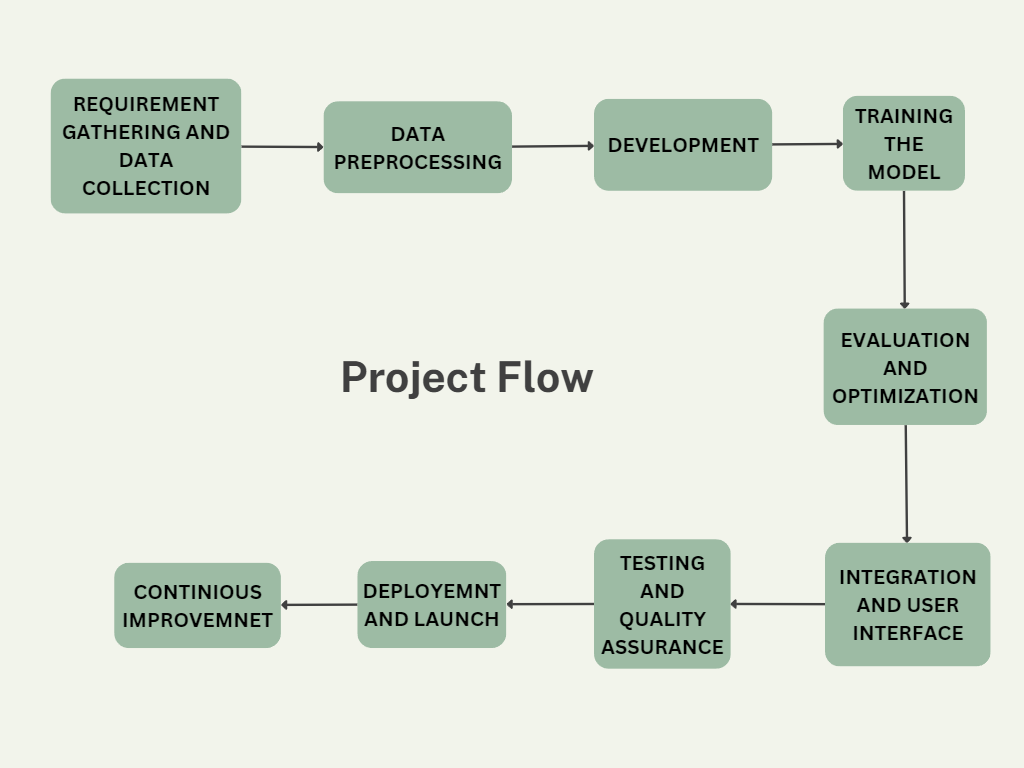 REQUIREMENT
GATHERING AND
DATA
COLLECTION
DATA
PREPROCESSING
DEVELOPMENT
TRAINING
THE
MODEL
EVALUATION
AND
OPTIMIZATION
Project Flow
INTEGRATION
AND USER
INTERFACE
TESTING
AND
QUALITY
ASSURANCE
DEPLOYEMNT
AND LAUNCH
CONTINIOUS
IMPROVEMNET